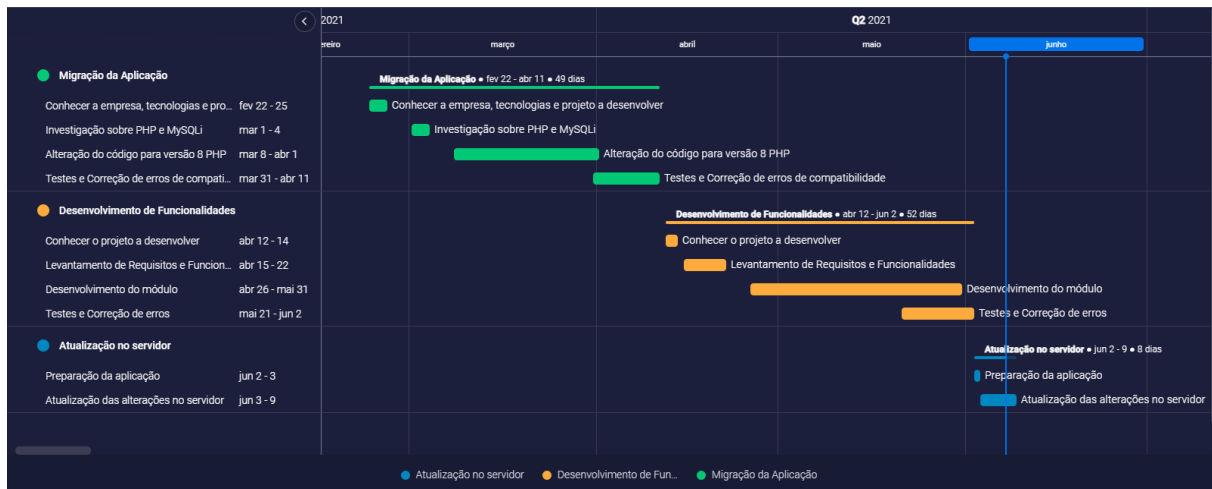 2021
Q2 2021
ereiro março abril maio junho
Migração da Aplicação
Migração da Aplicação • fev 22 - abr 11 • 49 dias
Conhecer a empresa, tecnologias e pro... fev 22 - 25
Conhecer a empresa, tecnologias e projeto a desenvolver
Investigação sobre PHP e MySQLi mar 1 - 4
Investigação sobre PHP e MySQLi
Alteração do código para versão 8 PHP mar 8 - abr 1
Alteração do código para versão 8 PHP
Testes e Correção de erros de compati... mar 31 - abr 11
Testes e Correção de erros de compatibilidade
Desenvolvimento de Funcionalidades
Desenvolvimento de Funcionalidades • abr 12 - jun 2 • 52 dias
Conhecer o projeto a desenvolver abr 12 - 14
Conhecer o projeto a desenvolver
Levantamento de Requisitos e Funcion... abr 15 - 22
Levantamento de Requisitos e Funcionalidades
Desenvolvimento do módulo abr 26 - mai 31
Desenvolvimento do módulo
Testes e Correção de erros mai 21 - jun 2
Testes e Correção de erros
Atualização no servidor
Atualização no servidor • jun 2 - 9 • 8 dias
Preparação da aplicação jun 2 - 3
Preparação da aplicação
Atualização das alterações no servidor jun 3 - 9
Atualização das alterações no servidor
Atualização no servidor Desenvolvimento de Fun... Migração da Aplicação